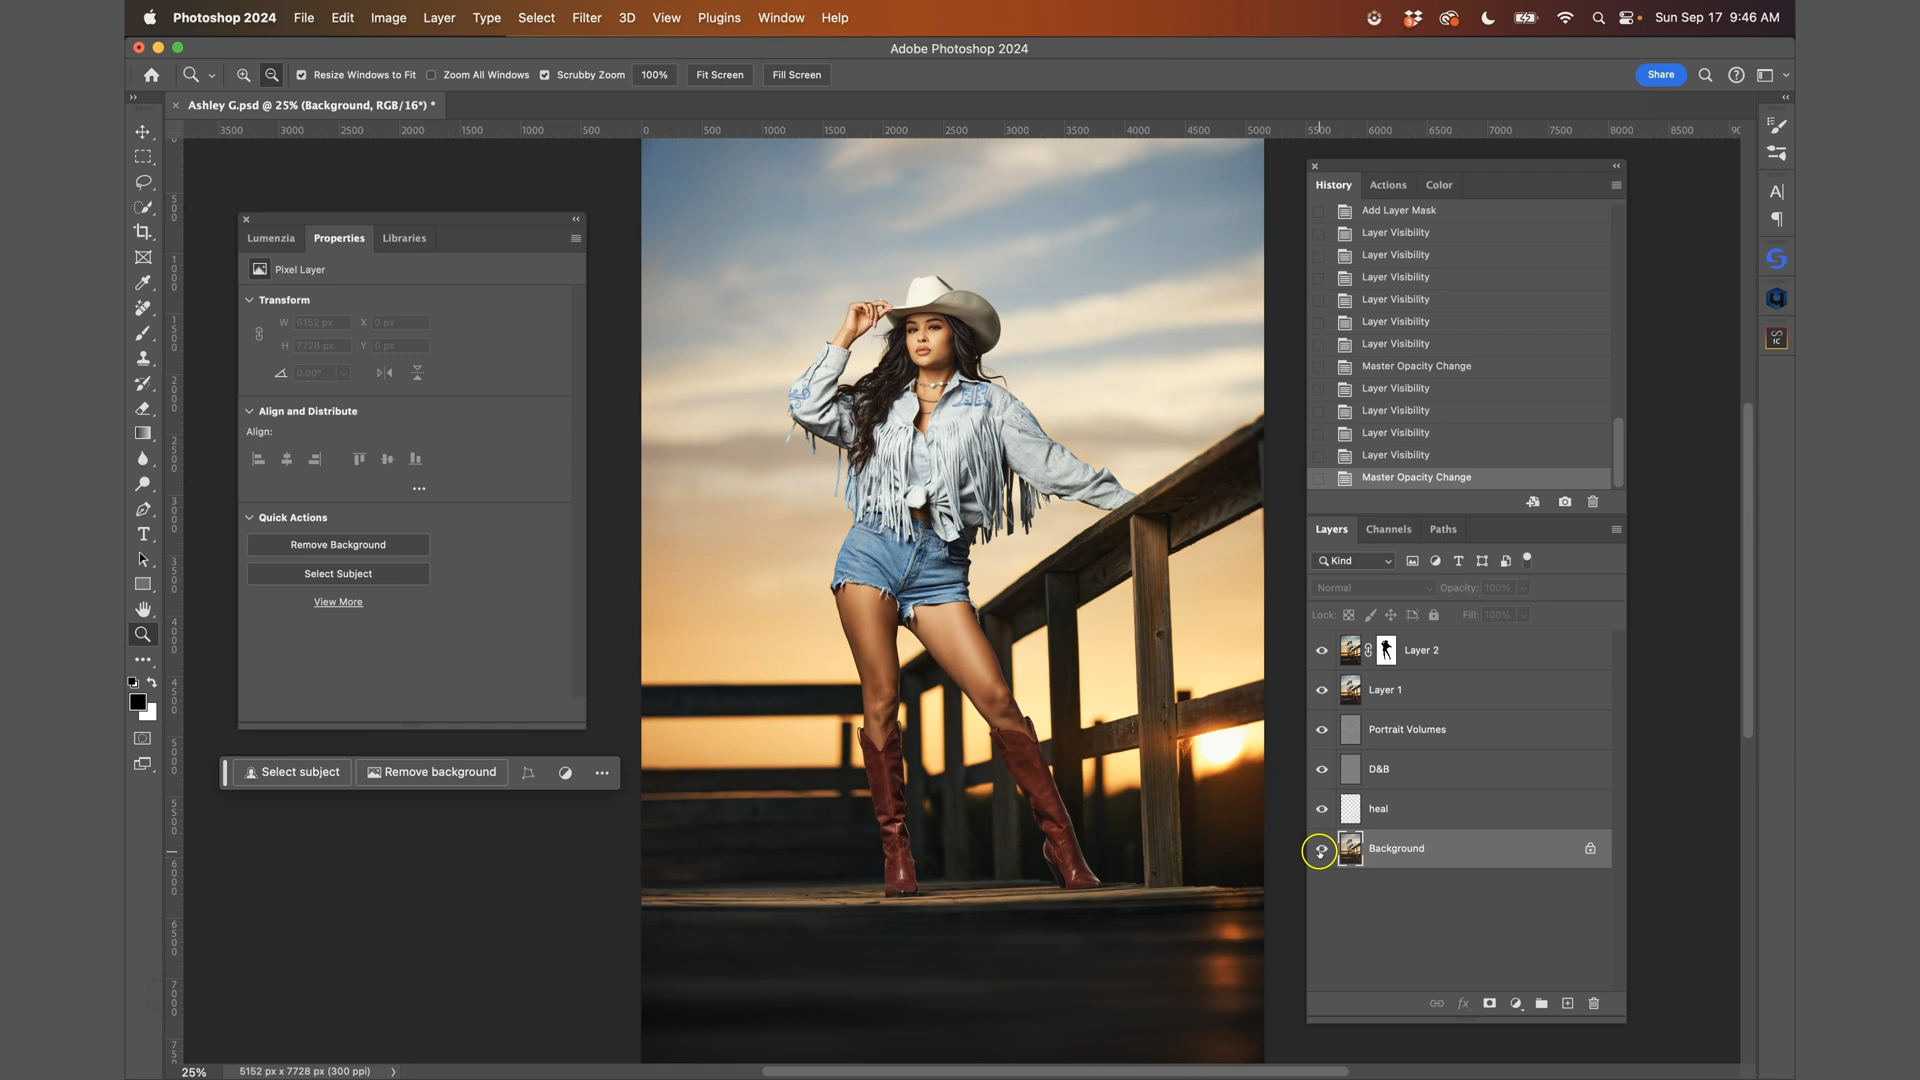 Photoshop 2024 File Edit Image Layer Type Select Filter 3D View Plugins Window Help
3
Sun Sep 17 9:46 AM
Adobe Photoshop 2024
Resize Windows to Fit Zoom All Windows Scrubby Zoom 100% Fit Screen Fill Screen Share
Ashley G.psd @ 25% (Background, RGB/16*) *
3500 3000 2500 2000 1500 1000 500 0 500 1000 1500 2000 2500 3000 3500 4000 4500 5000 5500 6000 6500 7000 7500 8000 8500
Lumenzia Properties Libraries
Pixel Layer
Transform
W 5152 px X 0 px
H 7728 px Y 0 px
0.00°
Align and Distribute
Align:
Quick Actions
Remove Background
Select Subject
View More
Select subject Remove background
History Actions Color
Add Layer Mask
Layer Visibility
Layer Visibility
Layer Visibility
Layer Visibility
Layer Visibility
Layer Visibility
Master Opacity Change
Layer Visibility
Layer Visibility
Layer Visibility
Layer Visibility
Master Opacity Change
Layers Channels Paths
Kind
Normal Opacity: 100%
Lock: Fill: 100%
Layer 2
Layer 1
Portrait Volumes
D&B
heal
Background
fx
25% 5152 px x 7728 px (300 ppi)